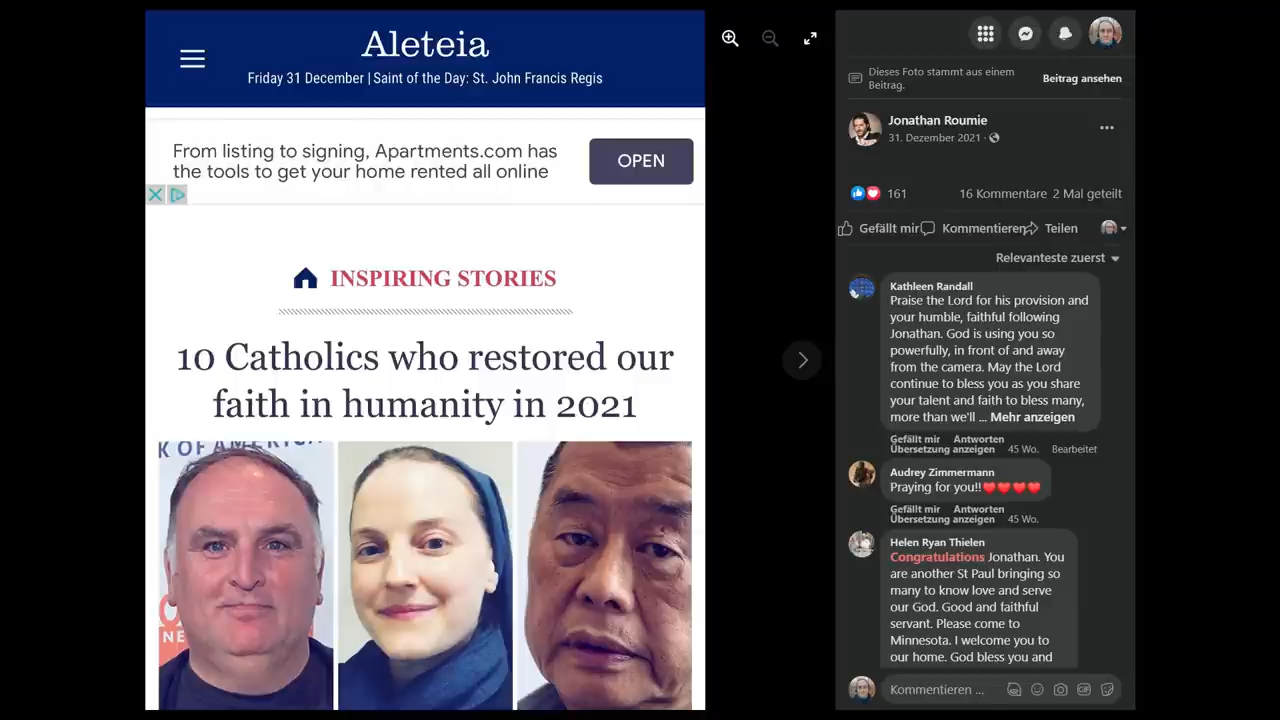 Aleteia
Friday 31 December | Saint of the Day: St. John Francis Regis
From listing to signing, Apartments.com has
the tools to get your home rented all online
OPEN
INSPIRING STORIES
10 Catholics who restored our
faith in humanity in 2021
K OF AMERICA
NE
Dieses Foto stammt aus einem
Beitrag.
Beitrag ansehen
Jonathan Roumie
31. Dezember 2021
161
16 Kommentare 2 Mal geteilt
Gefällt mir
Kommentieren
Teilen
Relevanteste zuerst
Kathleen Randall
Praise the Lord for his provision and
your humble, faithful following
Jonathan. God is using you so
powerfully, in front of and away
from the camera. May the Lord
continue to bless you as you share
your talent and faith to bless many,
more than we'll ... Mehr anzeigen
Gefällt mir Antworten
Übersetzung anzeigen 45 Wo. Bearbeitet
Audrey Zimmermann
Praying for you!!❤❤❤❤
Gefällt mir Antworten
Übersetzung anzeigen 45 Wo.
Helen Ryan Thielen
Congratulations Jonathan. You
are another St Paul bringing so
many to know love and serve
our God. Good and faithful
servant. Please come to
Minnesota. I welcome you to
our home. God bless you and
Kommentieren ...
GIF